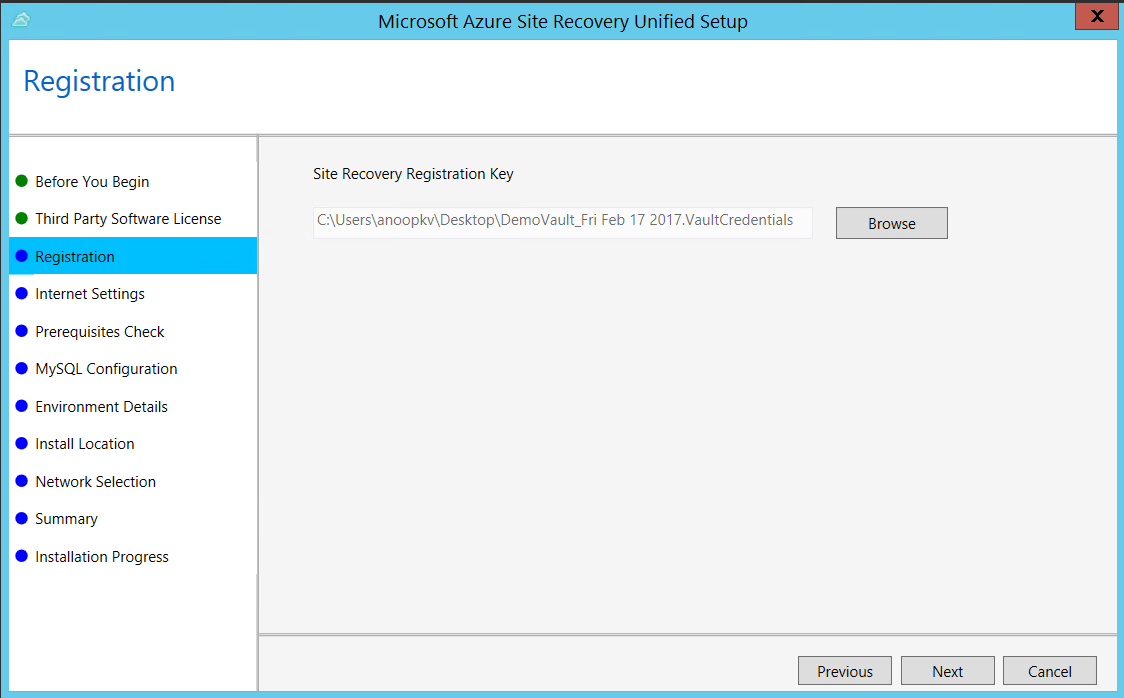 Microsoft Azure Site Recovery Unified Setup
X
Registration
Before You Begin
Third Party Software License
Registration
Internet Settings
Prerequisites Check
MySQL Configuration
Environment Details
Install Location
Network Selection
Summary
Installation Progress
Site Recovery Registration Key
C:\Users\anoopkv\Desktop\DemoVault_Fri Feb 17 2017.VaultCredentials
Browse
Previous
Next
Cancel